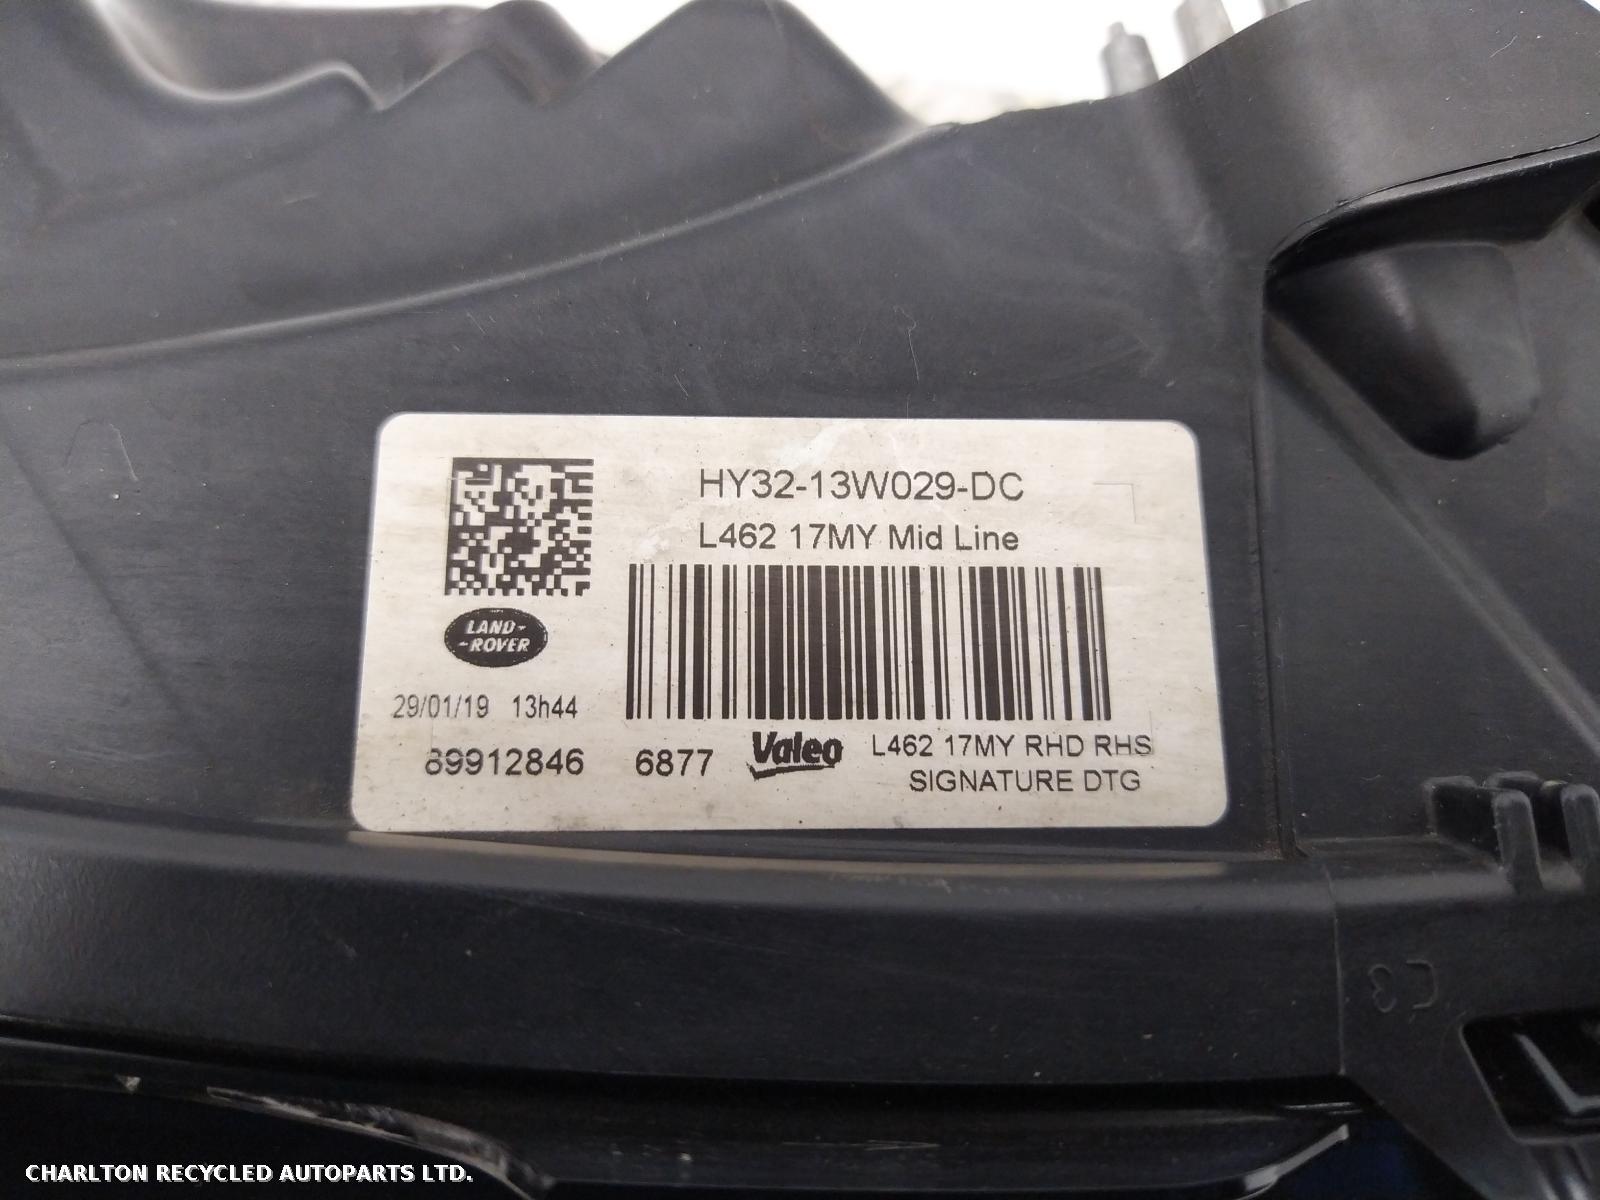 HY32-13W029-DC
L462 17MY Mid Line
LAND-
-ROVER
29/01/19 13h44
89912846 6877 Valeo L462 17MY RHD RHS
SIGNATURE DTG
C3
CHARLTON RECYCLED AUTOPARTS LTD.